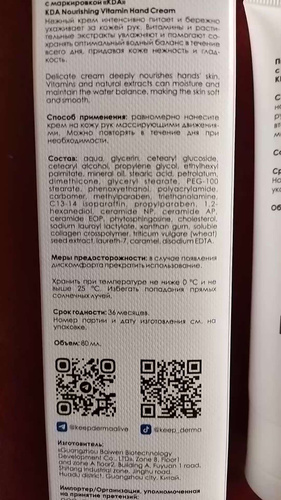 с маркировкой «KDA»
KDA Nourishing Vitamin Hand Cream
Нежный крем интенсивно питает и бережно
ухаживает за кожей рук. Витамины и расти-
тельные экстракты увлажняют и помогают со-
хранять оптимальный водный баланс в течение
всего дня, придавая коже нежность и глад-
кость.
Delicate cream deeply nourishes hands' skin.
Vitamins and natural extracts can moisture and
maintain the water balance, making the skin soft
and smooth.
Способ применения: равномерно нанесите
крем на кожу рук массирующими движения-
ми. Можно повторять в течение дня при
необходимости.
Состав: aqua, glycerin, cetearyl glucoside,
cetearyl alcohol, propylene glycol, ethylhexyl
palmitate, mineral oil, stearic acid, petrolatum,
dimethicone, glyceryl stearate, PEG-100
stearate, phenoxyethanol, polyacrylamide,
carbomer, methylparaben, triethanolamine,
C13-14 isoparaffin, propylparaben, 1,2-
hexanediol, ceramide NP, ceramide AP,
ceramide EOP, phytosphingosine, cholesterol,
sodium lauroyl lactylate, xanthan gum, soluble
collagen crosspolymer, triticum vulgare (wheat)
seed extract, laureth-7, caramel, disodium EDTA.
Меры предосторожности: в случае появления
дискомфорта прекратить использование.
Хранить при температуре не ниже 0 °C и не
выше 25 °C. Избегать попадания прямых
солнечных лучей.
Срок годности: 36 месяцев.
Номер партии и дату изготовления см. на
упаковке.
Объем: 80 мл.
@keepdermalive
@keep_derma
Изготовитель:
«Guangzhou Baiwen Biotechnology
Development CO., LTD», Zone B, Floor 1
and zone A floor2, Building A, Fuyuan 1 road,
Shitang Industrial zone, Jinghu road,
Huadu district, Guangzhou city, Китай.
Импортер/Организация, уполномоченная
на принятие претензий: